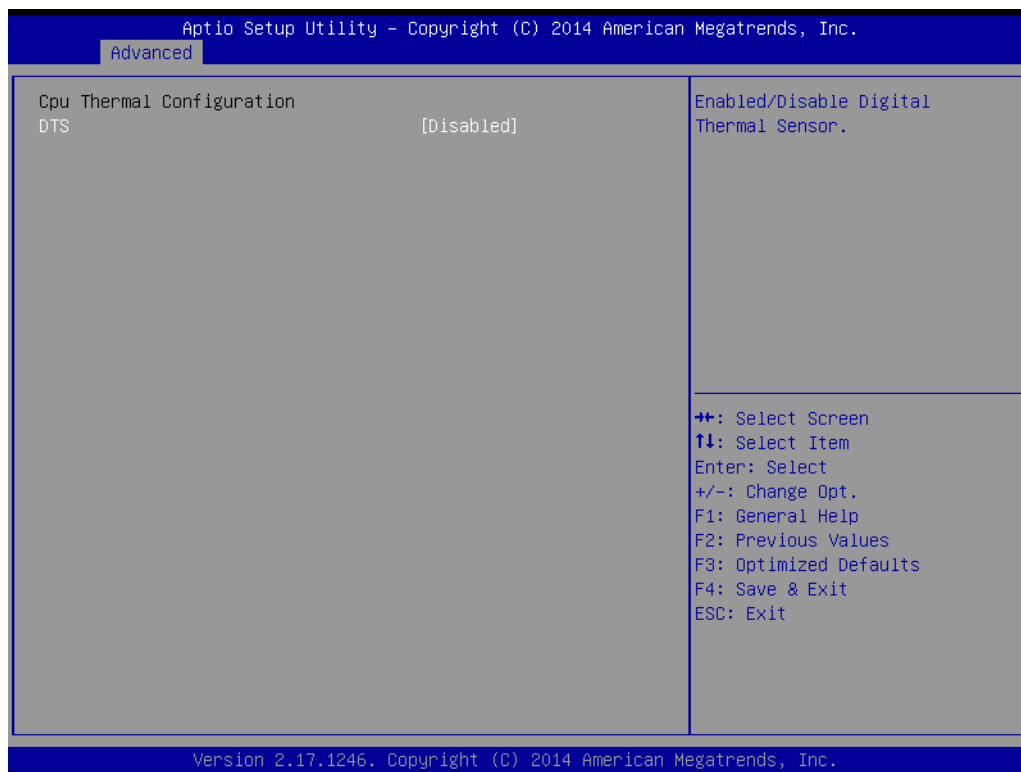 Aptio Setup Utility – Copyright (C) 2014 American Megatrends, Inc.
Advanced
Cpu Thermal Configuration
DTS [Disabled]
Enabled/Disable Digital
Thermal Sensor.
→←: Select Screen
↑↓: Select Item
Enter: Select
+/-: Change Opt.
F1: General Help
F2: Previous Values
F3: Optimized Defaults
F4: Save & Exit
ESC: Exit
Version 2.17.1246. Copyright (C) 2014 American Megatrends, Inc.